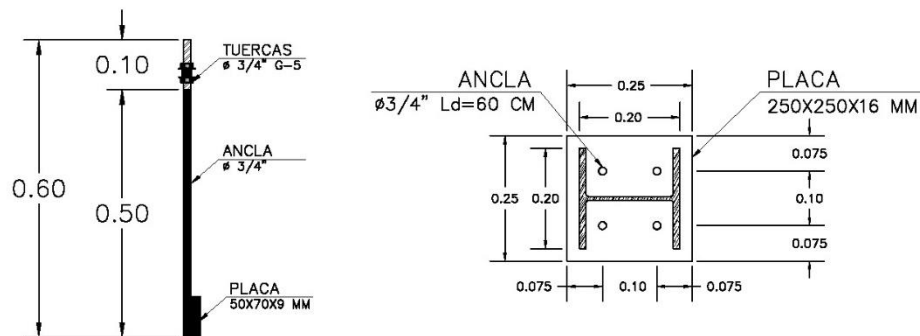 0.10
0.60
0.50
TUERCAS
ø 3/4" G-5
ANCLA
ø 3/4"
PLACA
50X70X9 MM
ANCLA
ø3/4" Ld=60 CM
PLACA
250X250X16 MM
0.25
0.20
0.25
0.20
0.075
0.10
0.075
0.075
0.10
0.075